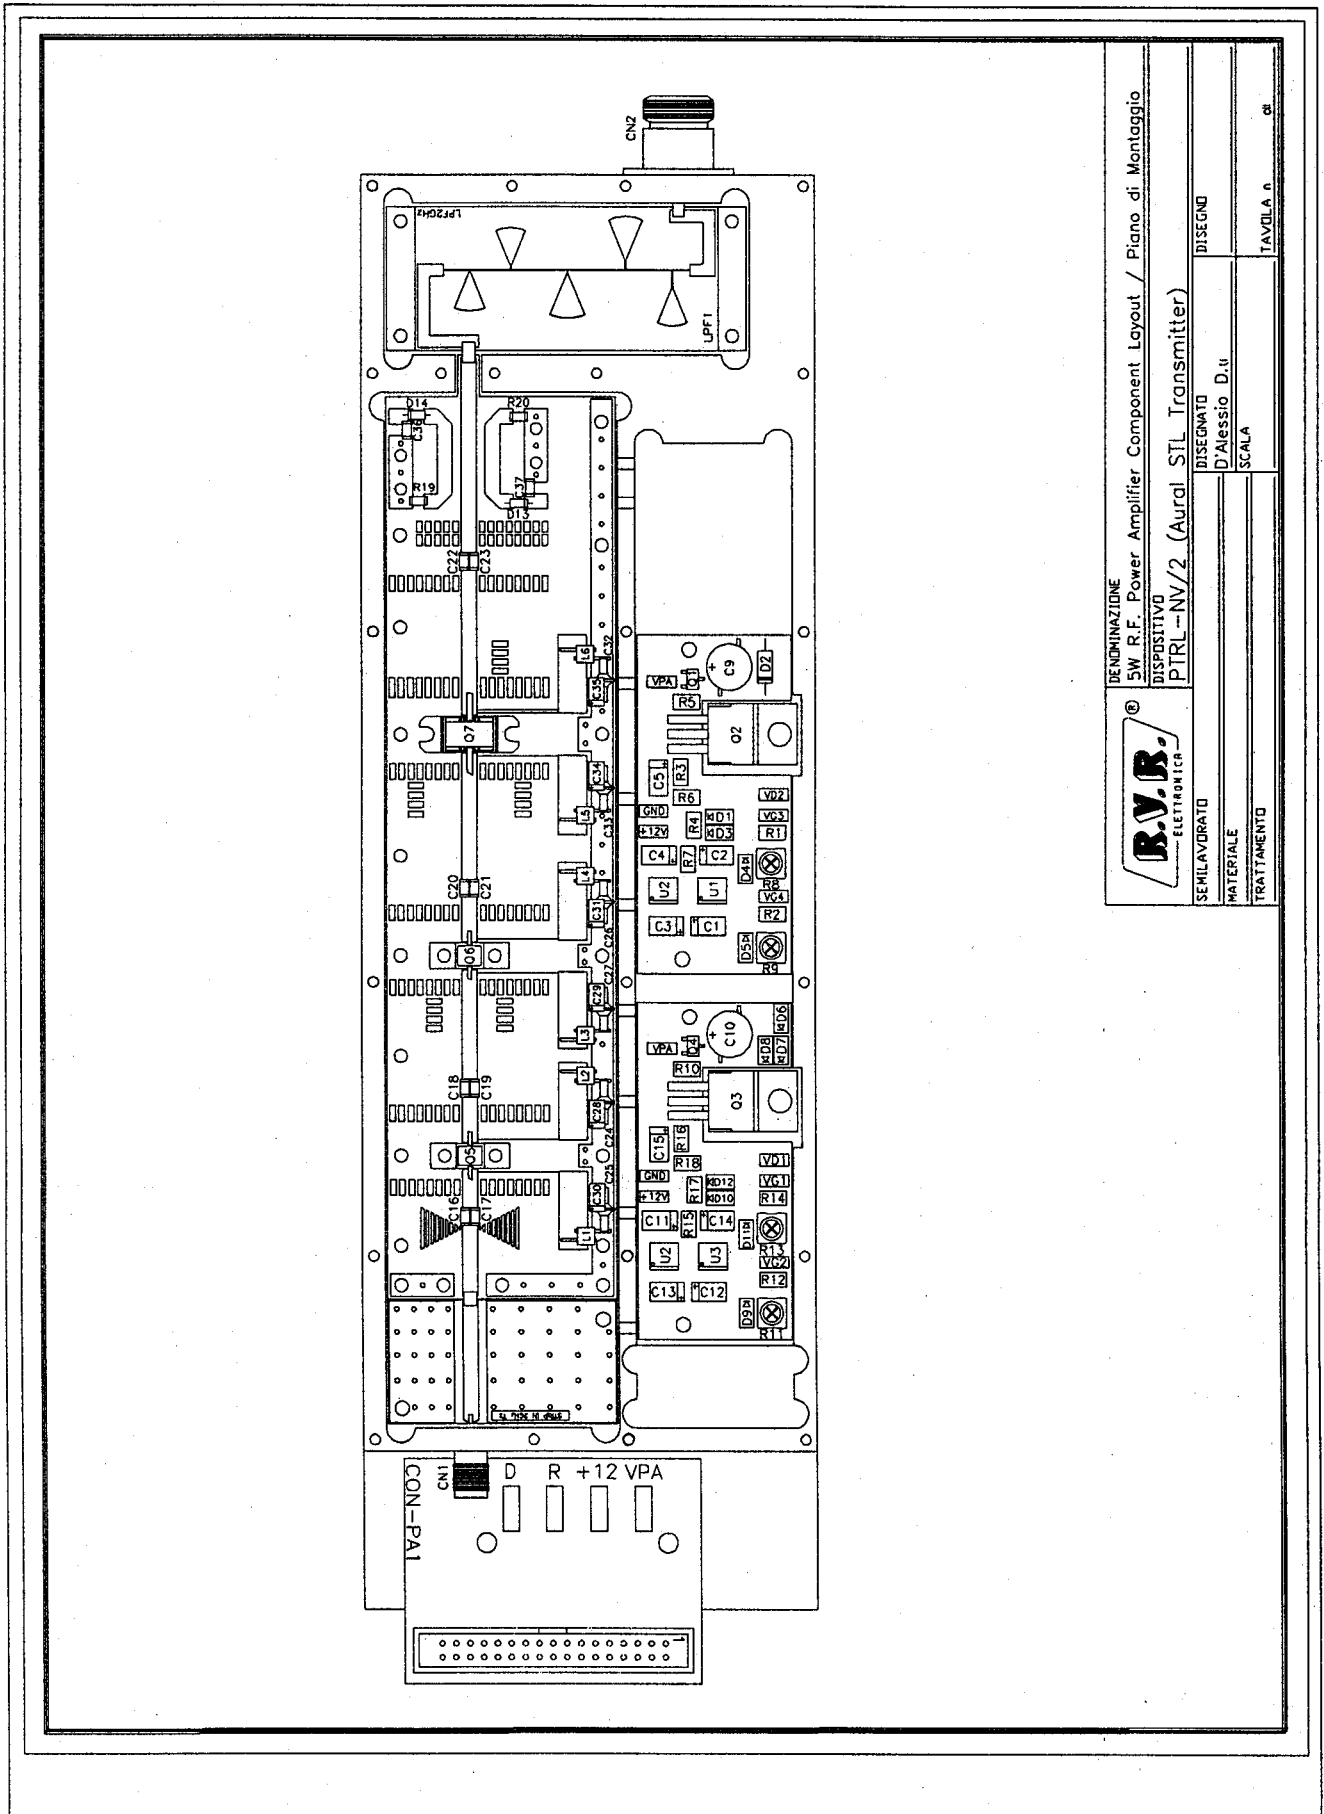 CN2
LPF2GHz
LPF1
D14
C36
R19
R20
C37
D13
C22
C23
C32
L6
C35
Q7
C34
L5
C33
L4
C20
C21
C31
C26
Q6
C27
C29
L3
L2
C18
C19
C28
C24
Q5
C25
C30
C16
C17
L1
VPA
Q1
C9
D2
R5
Q2
C5
R3
R6
VD2
GND
R4
D1
VG3
+12V
D3
R1
C4
R7
C2
D4
R8
U2
U1
VG4
R2
C3
C1
D5
R9
VPA
Q4
C10
D6
D8
D7
R10
Q3
C15
R16
R18
VD1
GND
R17
D12
VG1
+12V
D10
R14
C11
R15
C14
D11
R13
U2
U3
VG2
R12
C13
C12
D9
R11
CN1
CON-PA1
D R +12 VPA
1
R.V.R.®
ELETTRONICA
DENOMINAZIONE
5W R.F. Power Amplifier Component Layout / Piano di Montaggio
DISPOSITIVO
PTRL-NV/2 (Aural STL Transmitter)
SEMILAVORATO
MATERIALE
TRATTAMENTO
DISEGNATO
D'Alessio D.
SCALA
DISEGNO
TAVOLA n di